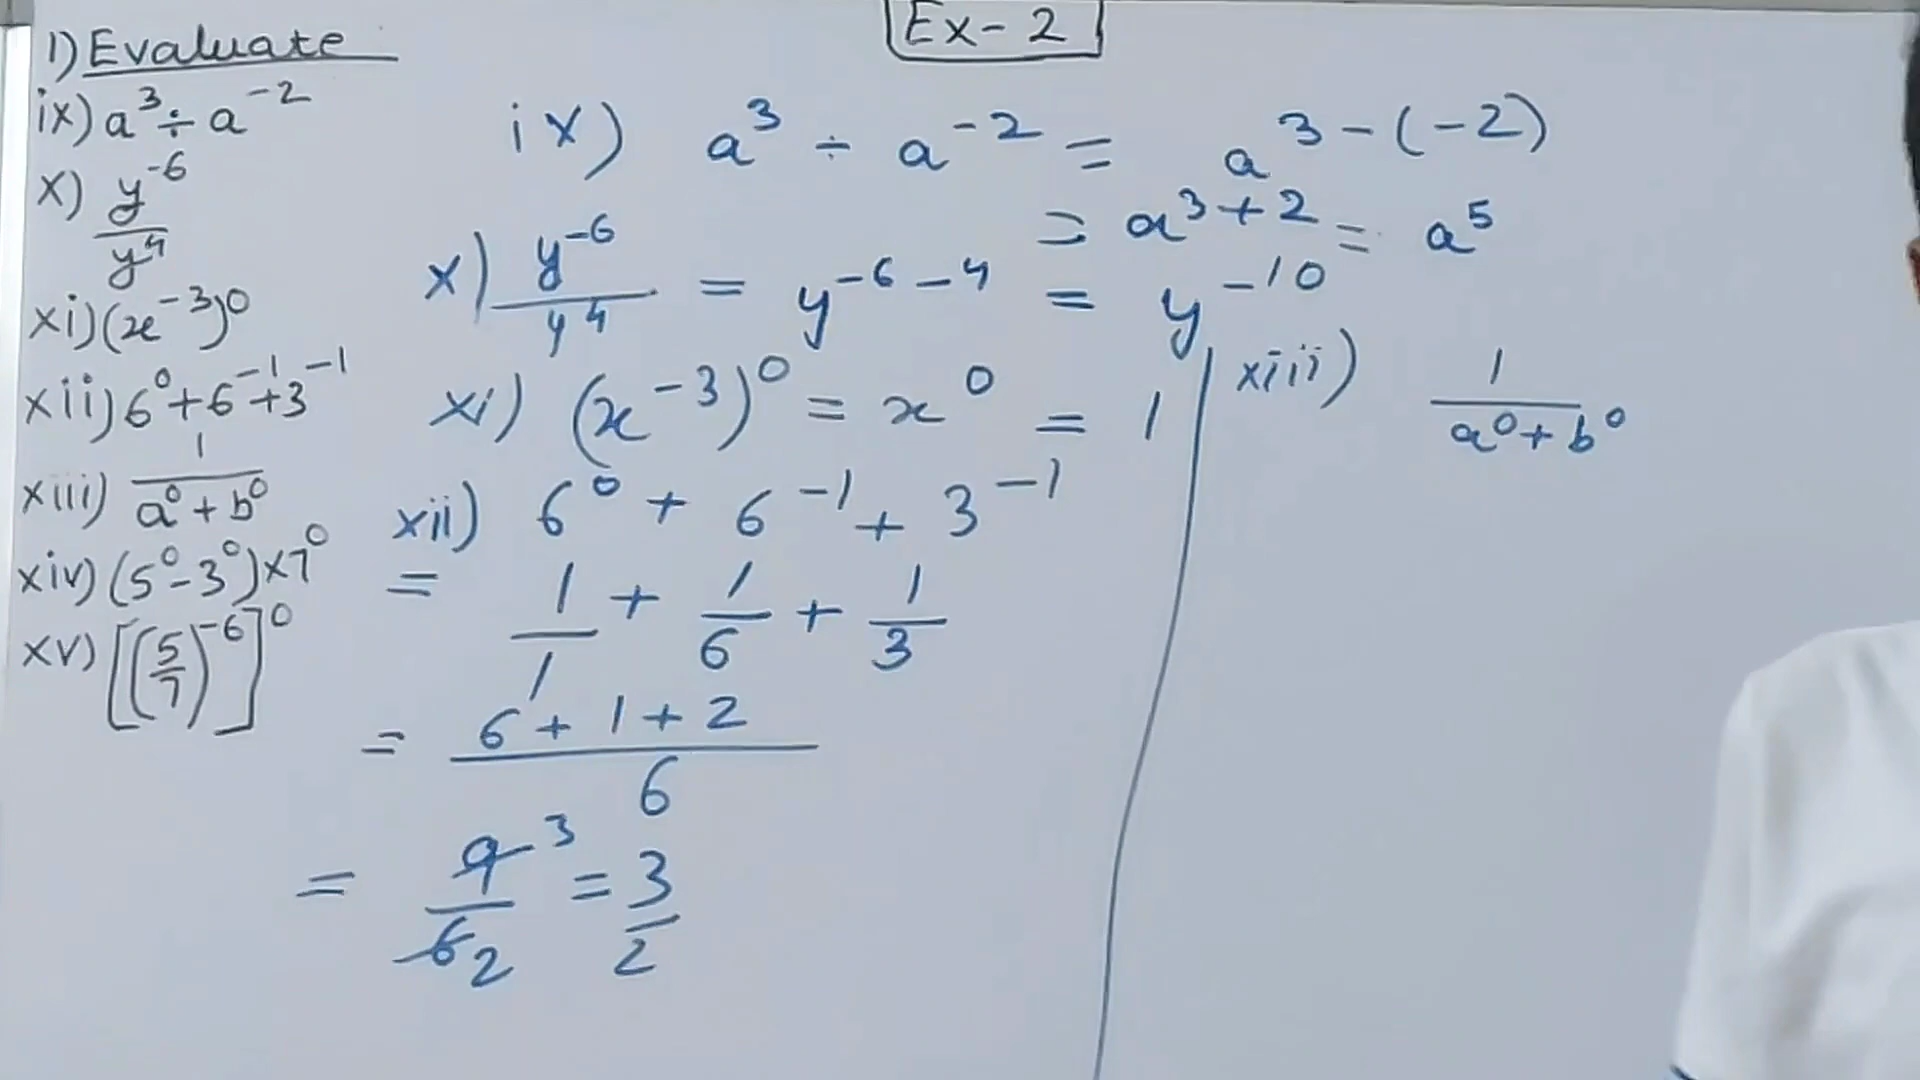 Ex-2
1) Evaluate
ix) a³ ÷ a⁻²
x) y⁻⁶
y⁴
xi) (x⁻³)⁰
xii) 6⁰ + 6⁻¹ + 3⁻¹
xiii) 1
a⁰ + b⁰
xiv) (5⁰ - 3⁰) × 7⁰
xv) [(5/7)⁻⁶]⁰
ix) a³ ÷ a⁻² = a³⁻⁽⁻²⁾
= a³⁺² = a⁵
x) y⁻⁶/y⁴ = y⁻⁶⁻⁴ = y⁻¹⁰
xi) (x⁻³)⁰ = x⁰ = 1
xii) 6⁰ + 6⁻¹ + 3⁻¹
= 1/1 + 1/6 + 1/3
= 6 + 1 + 2
6
= 9 3 / 6 2 = 3/2
xiii) 1
a⁰ + b⁰